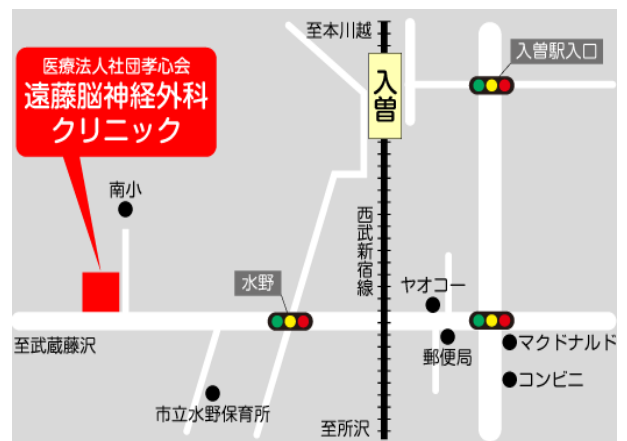 至本川越
医療法人社団孝心会
遠藤脳神経外科
クリニック
入曽
入曽駅入口
南小
西武新宿線
水野
ヤオコー
至武蔵藤沢
マクドナルド
郵便局
コンビニ
市立水野保育所
至所沢